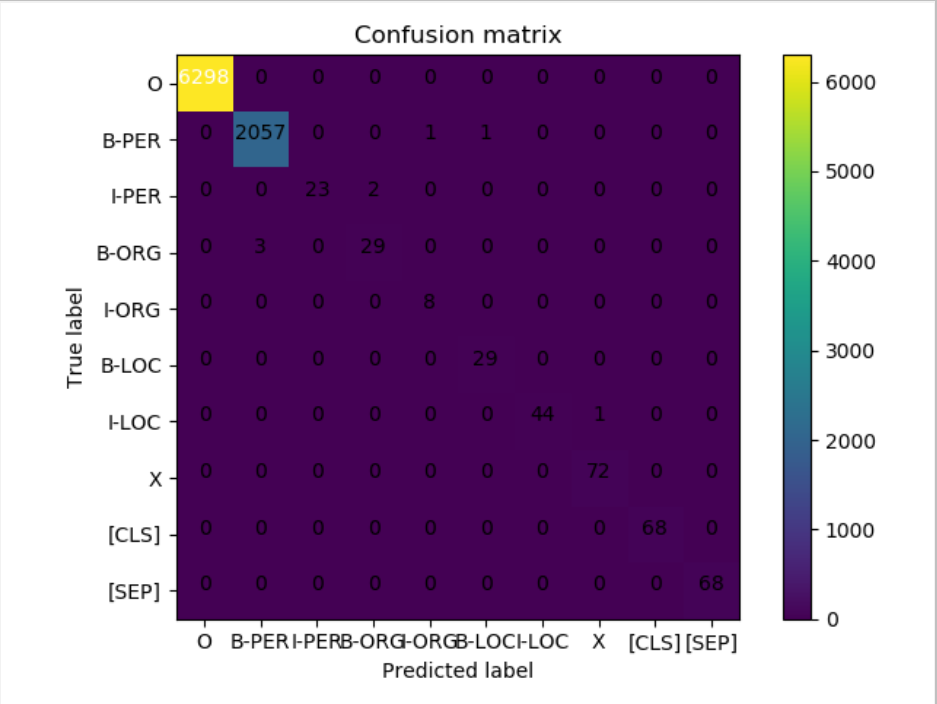 Confusion matrix
O 6298 0 0 0 0 0 0 0 0 0
B-PER 0 2057 0 0 1 1 0 0 0 0
I-PER 0 0 23 2 0 0 0 0 0 0
B-ORG 0 3 0 29 0 0 0 0 0 0
I-ORG 0 0 0 0 8 0 0 0 0 0
B-LOC 0 0 0 0 0 29 0 0 0 0
I-LOC 0 0 0 0 0 0 44 1 0 0
X 0 0 0 0 0 0 0 72 0 0
[CLS] 0 0 0 0 0 0 0 0 68 0
[SEP] 0 0 0 0 0 0 0 0 0 68
O B-PER I-PER B-ORG I-ORG B-LOC I-LOC X [CLS] [SEP]
Predicted label
True label
6000
5000
4000
3000
2000
1000
0